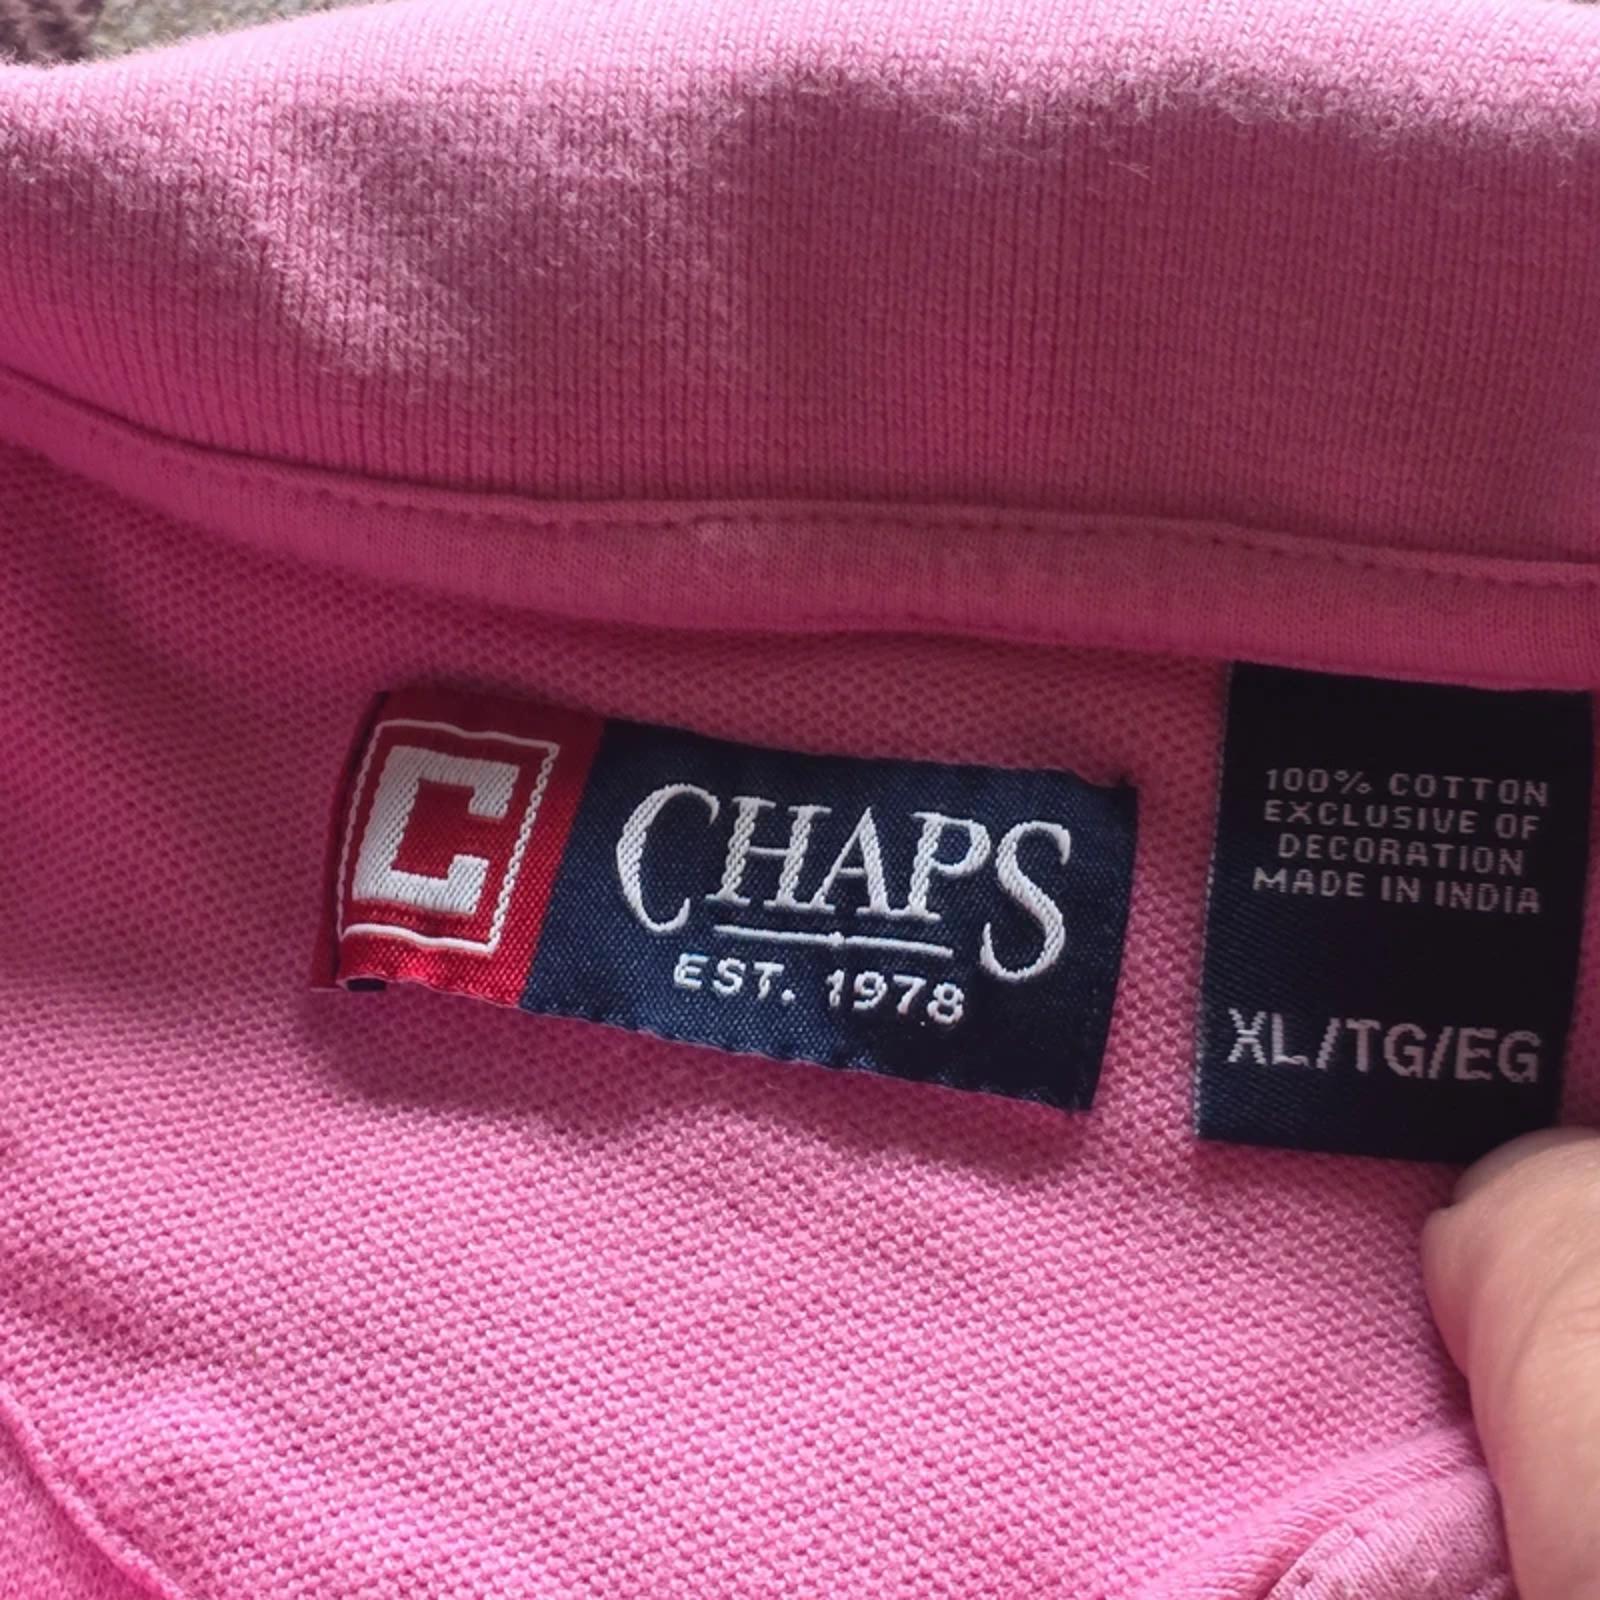 C
CHAPS
EST. 1978
100% COTTON
EXCLUSIVE OF
DECORATION
MADE IN INDIA
XL/TG/EG